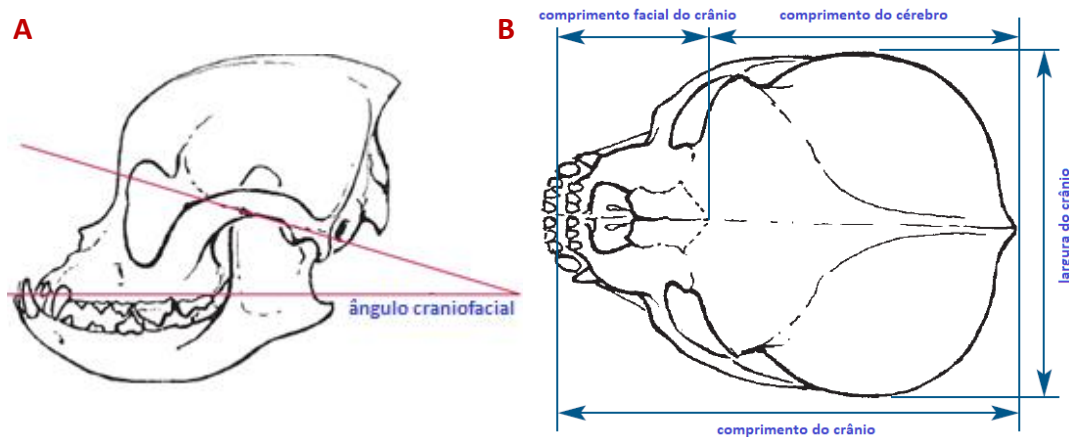 A
ângulo craniofacial
B
comprimento facial do crânio
comprimento do cérebro
largura do crânio
comprimento do crânio